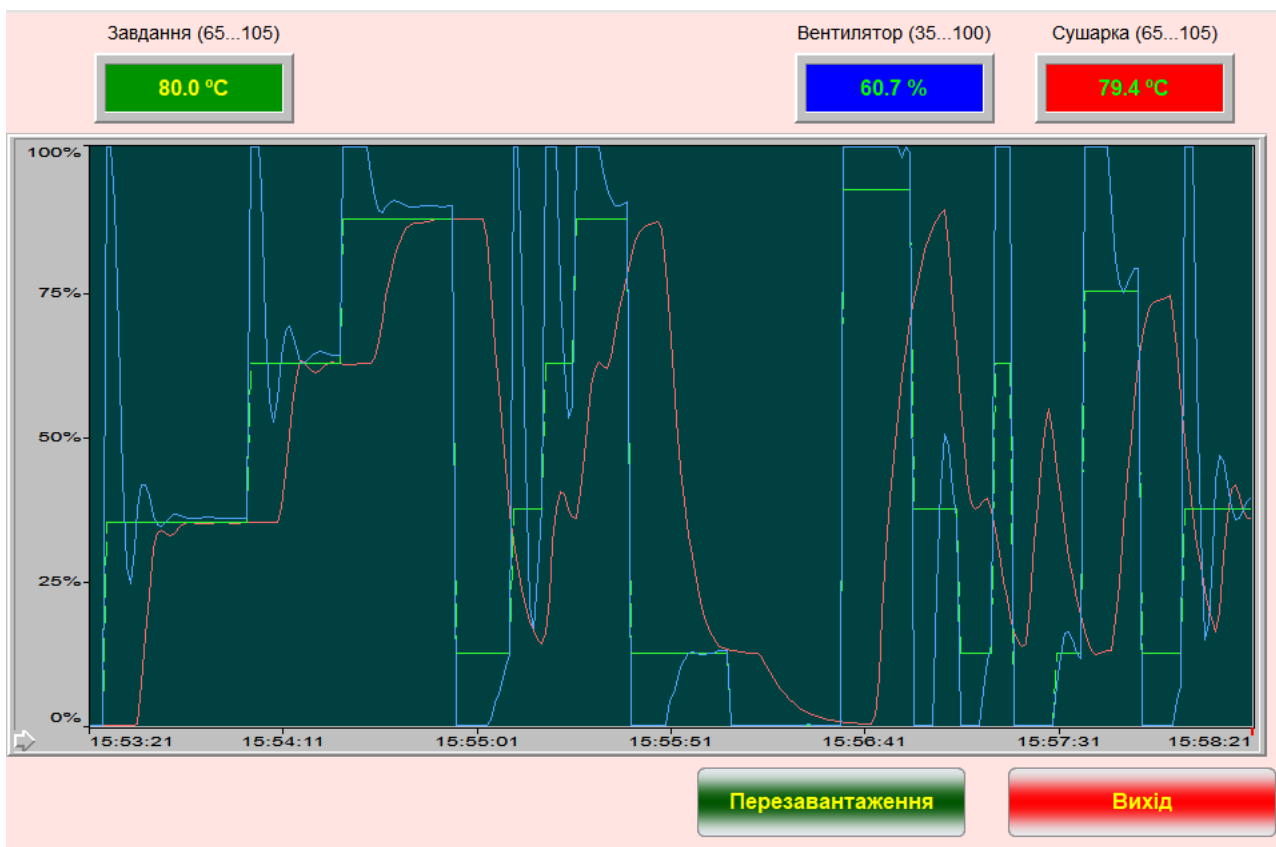 Завдання (65...105)
Вентилятор (35...100)
Сушарка (65...105)
80.0 ºC
60.7 %
79.4 ºC
100%
75%
50%
25%
0%
15:53:21
15:54:11
15:55:01
15:55:51
15:56:41
15:57:31
15:58:21
Перезавантаження
Вихід